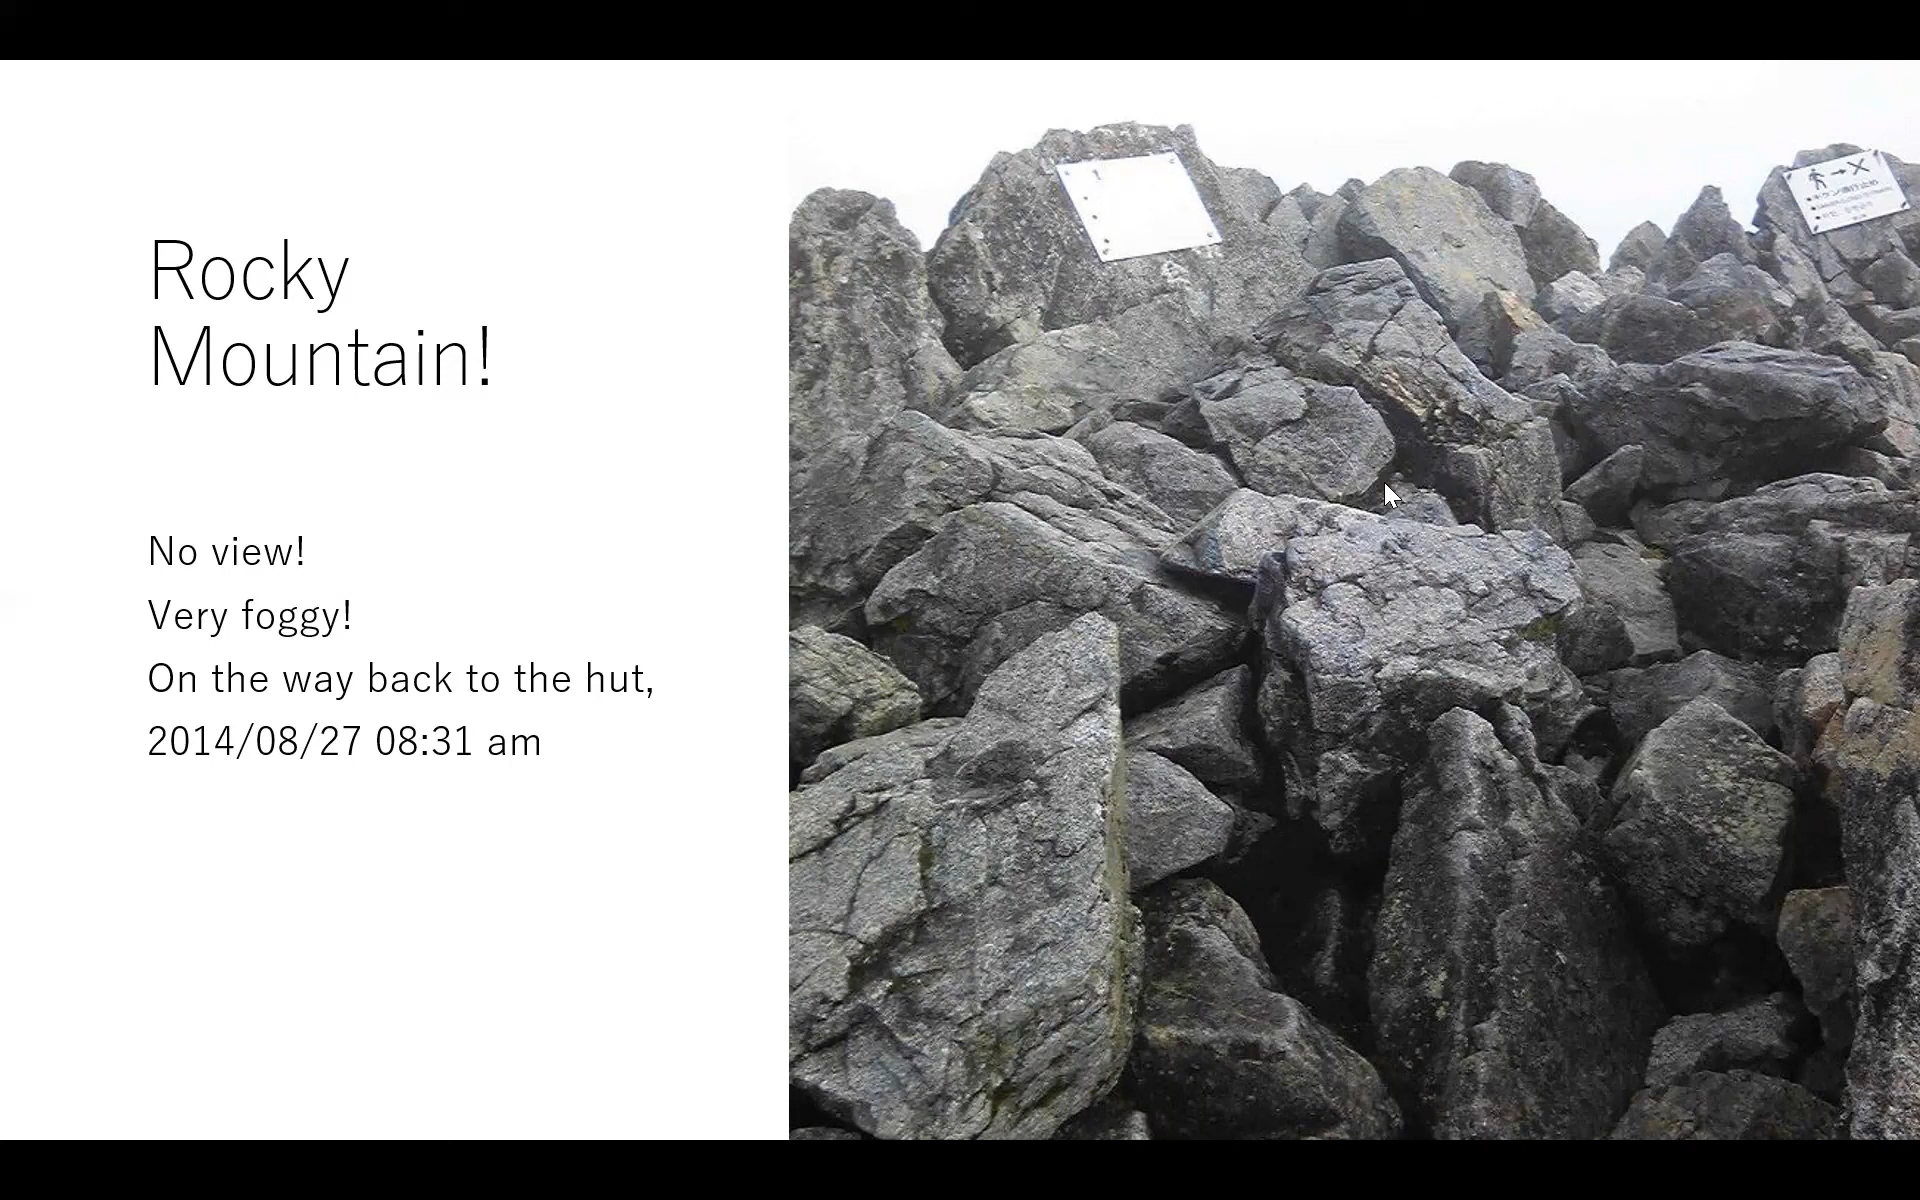 Rocky
Mountain!
No view!
Very foggy!
On the way back to the hut,
2014/08/27 08:31 am